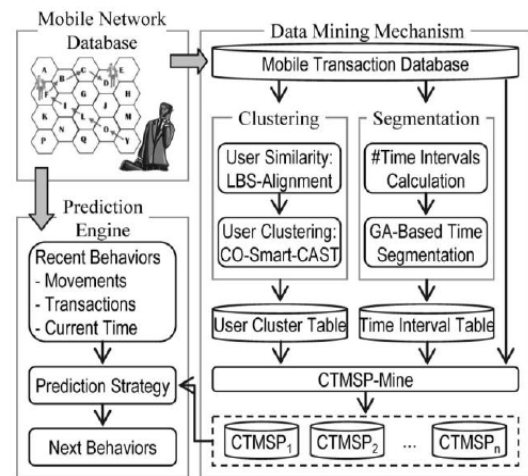 Mobile Network
Database
A
B
C
D
E
F
G
H
I
J
K
L
M
N
O
P
Q
Data Mining Mechanism
Mobile Transaction Database
Clustering
User Similarity:
LBS-Alignment
User Clustering:
CO-Smart-CAST
Segmentation
#Time Intervals
Calculation
GA-Based Time
Segmentation
User Cluster Table
Time Interval Table
CTMSP-Mine
CTMSP1
CTMSP2
...
CTMSPn
Prediction
Engine
Recent Behaviors
- Movements
- Transactions
- Current Time
Prediction Strategy
Next Behaviors